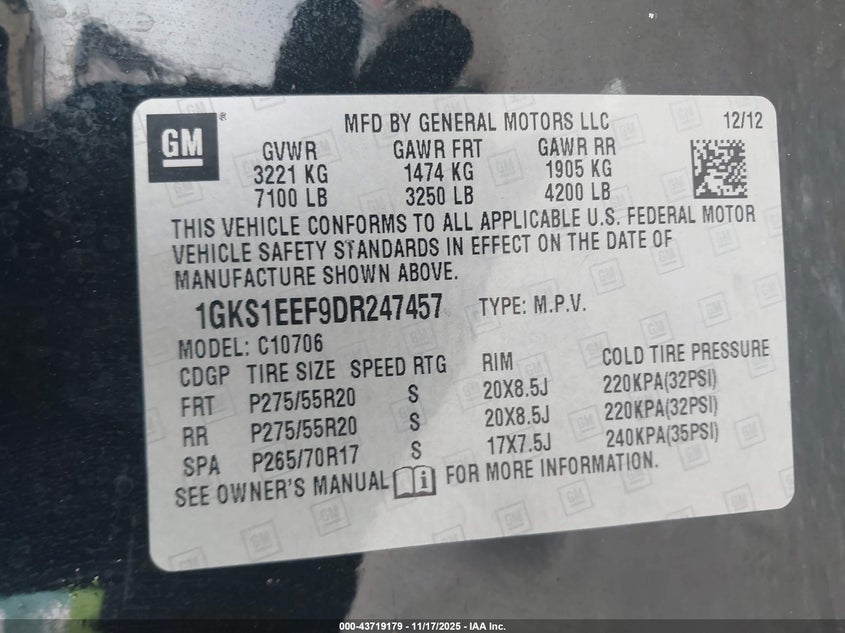 GM ® MFD BY GENERAL MOTORS LLC 12/12
GVWR GAWR FRT GAWR RR
3221 KG 1474 KG 1905 KG
7100 LB 3250 LB 4200 LB
THIS VEHICLE CONFORMS TO ALL APPLICABLE U.S. FEDERAL MOTOR
VEHICLE SAFETY STANDARDS IN EFFECT ON THE DATE OF
MANUFACTURE SHOWN ABOVE.
1GKS1EEF9DR247457 TYPE: M.P.V.
MODEL: C10706
CDGP TIRE SIZE SPEED RTG RIM COLD TIRE PRESSURE
FRT P275/55R20 S 20X8.5J 220KPA(32PSI)
RR P275/55R20 S 20X8.5J 220KPA(32PSI)
SPA P265/70R17 S 17X7.5J 240KPA(35PSI)
SEE OWNER'S MANUAL i FOR MORE INFORMATION.
000-43719179 - 11/17/2025 - IAA Inc.